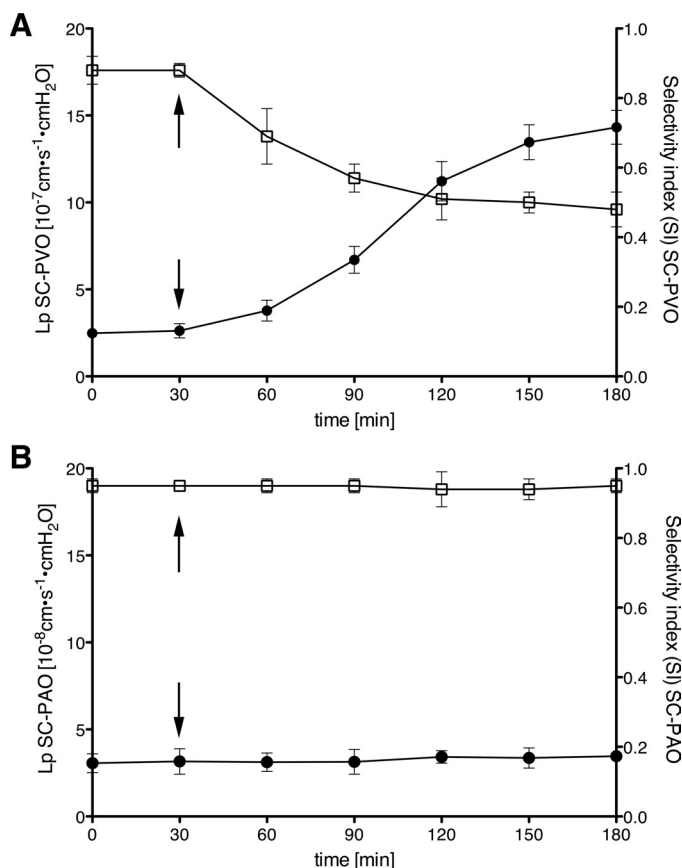 A
20
15
10
5
0
Lp SC-PVO [10⁻⁷cm•s⁻¹•cmH₂O]
1.0
0.8
0.6
0.4
0.2
0.0
Selectivity index (SI) SC-PVO
0 30 60 90 120 150 180
time [min]
B
20
15
10
5
0
Lp SC-PAO [10⁻⁸cm•s⁻¹•cmH₂O]
1.0
0.8
0.6
0.4
0.2
0.0
Selectivity index (SI) SC-PAO
0 30 60 90 120 150 180
time [min]